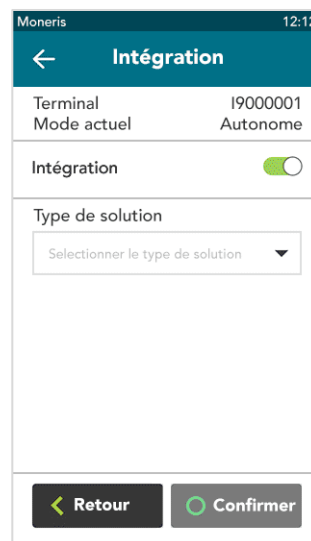 Moneris 12:12
Intégration
Terminal I9000001
Mode actuel Autonome
Intégration
Type de solution
Selectionner le type de solution
Retour Confirmer